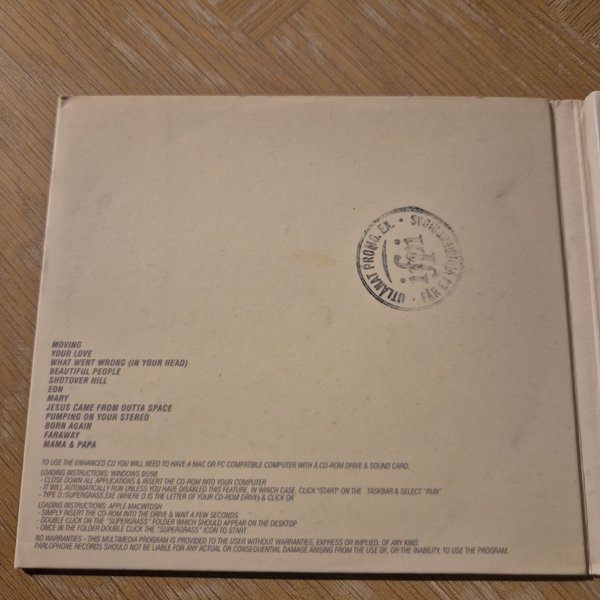 UTLÅNAT PROMO. EX. • FÅR EJ MÅNGFALDIGAS •
ifpi
MOVING
YOUR LOVE
WHAT WENT WRONG (IN YOUR HEAD)
BEAUTIFUL PEOPLE
SHOTOVER HILL
EON
MARY
JESUS CAME FROM OUTTA SPACE
PUMPING ON YOUR STEREO
BORN AGAIN
FARAWAY
MAMA & PAPA
TO USE THE ENHANCED CD YOU WILL NEED TO HAVE A MAC OR PC COMPATIBLE COMPUTER WITH A CD-ROM DRIVE & SOUND CARD.
LOADING INSTRUCTIONS: WINDOWS 95/98
- CLOSE DOWN ALL APPLICATIONS & INSERT THE CD-ROM INTO YOUR COMPUTER
- IT WILL AUTOMATICALLY RUN UNLESS YOU HAVE DISABLED THIS FEATURE, IN WHICH CASE, CLICK "START" ON THE TASKBAR & SELECT "RUN"
- TYPE D:\SUPERGRASS.EXE (WHERE D IS THE LETTER OF YOUR CD-ROM DRIVE) & CLICK OK
LOADING INSTRUCTIONS: APPLE MACINTOSH
- SIMPLY INSERT THE CD-ROM INTO THE DRIVE & WAIT A FEW SECONDS
- DOUBLE CLICK ON THE "SUPERGRASS" FOLDER WHICH SHOULD APPEAR ON THE DESKTOP
- ONCE IN THE FOLDER DOUBLE CLICK THE "SUPERGRASS" ICON TO START
NO WARRANTIES - THIS MULTIMEDIA PROGRAM IS PROVIDED TO THE USER WITHOUT WARRANTIES, EXPRESS OR IMPLIED, OF ANY KIND.
PARLOPHONE RECORDS SHOULD NOT BE LIABLE FOR ANY ACTUAL OR CONSEQUENTIAL DAMAGE ARISING FROM THE USE OF, OR THE INABILITY, TO USE THE PROGRAM.